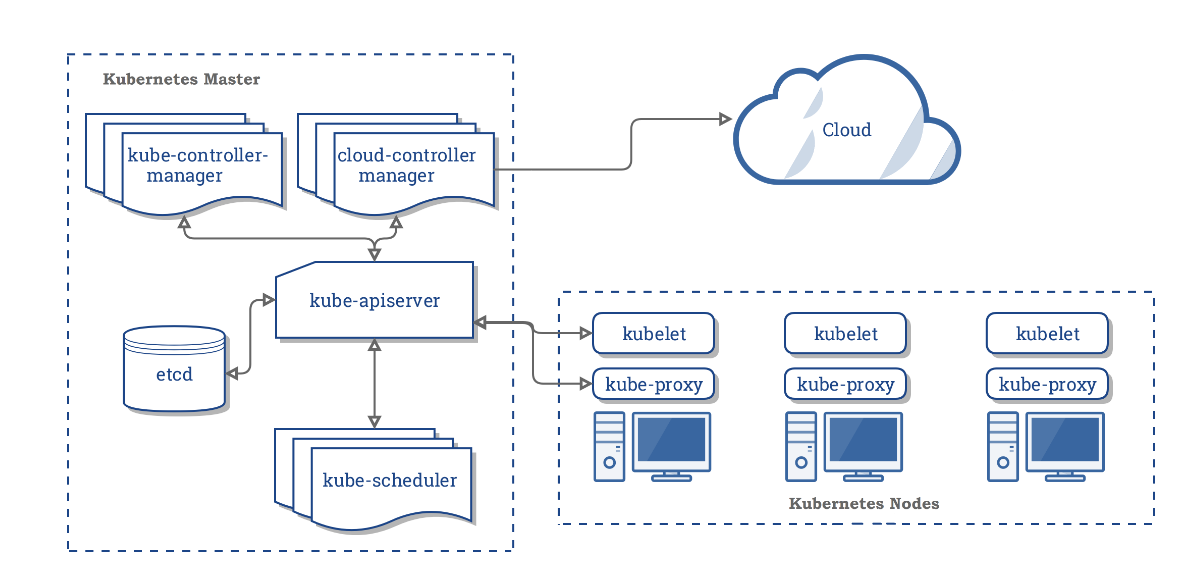 Kubernetes Master
kube-controller-
manager
cloud-controller
manager
Cloud
kube-apiserver
etcd
kube-scheduler
kubelet
kubelet
kubelet
kube-proxy
kube-proxy
kube-proxy
Kubernetes Nodes